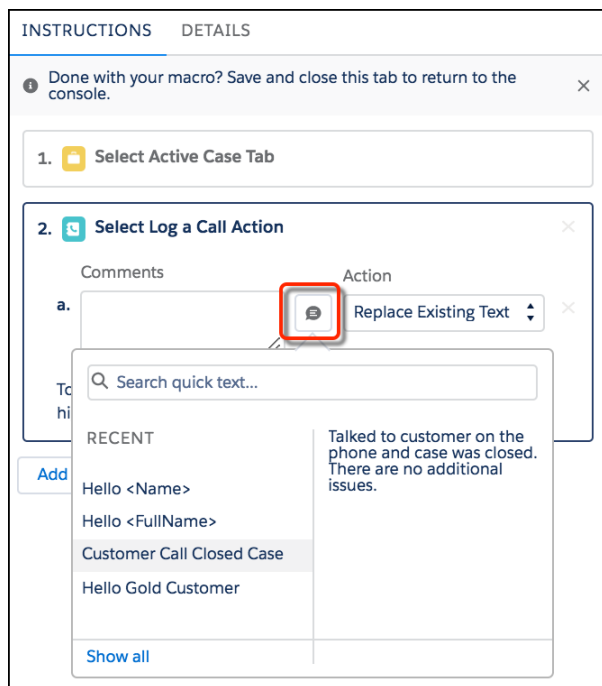 INSTRUCTIONS DETAILS
Done with your macro? Save and close this tab to return to the
console.
1. Select Active Case Tab
2. Select Log a Call Action
Comments Action
a. Replace Existing Text
To
hi
Search quick text...
RECENT
Talked to customer on the
phone and case was closed.
There are no additional
issues.
Hello <Name>
Hello <FullName>
Customer Call Closed Case
Hello Gold Customer
Add
Show all